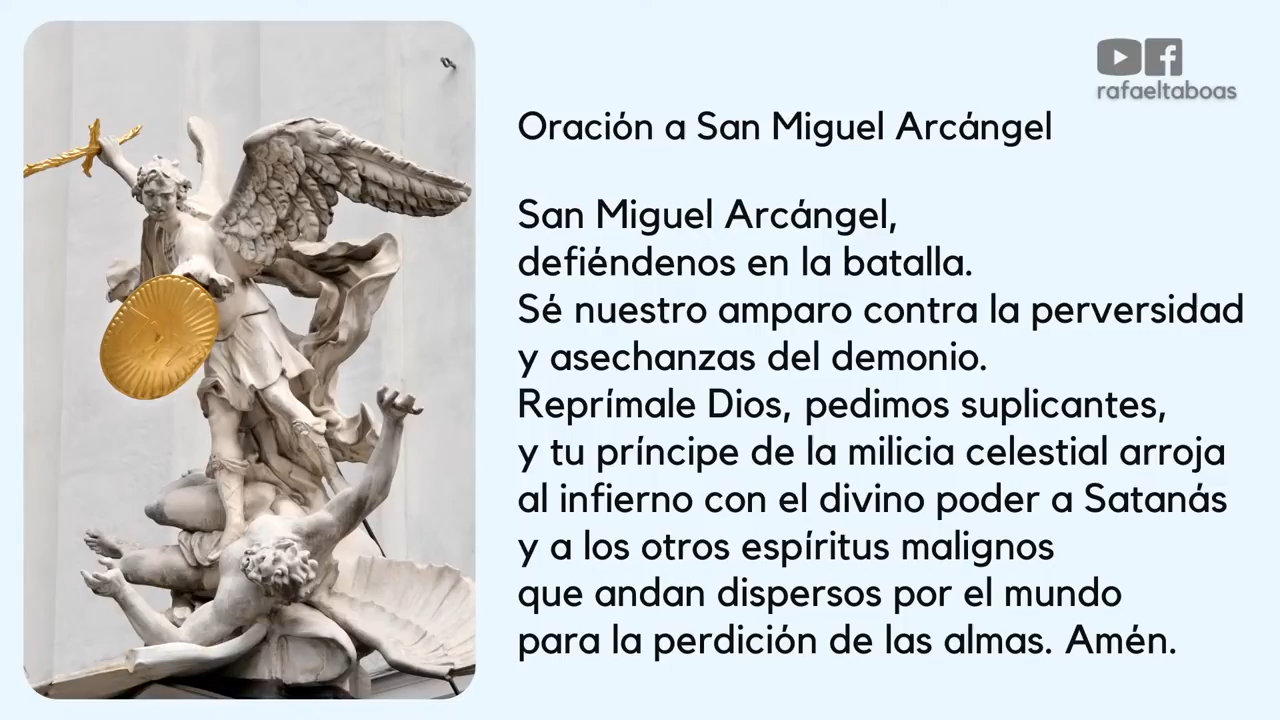 rafaeltaboas
Oración a San Miguel Arcángel
San Miguel Arcángel,
defiéndenos en la batalla.
Sé nuestro amparo contra la perversidad
y asechanzas del demonio.
Reprímale Dios, pedimos suplicantes,
y tu príncipe de la milicia celestial arroja
al infierno con el divino poder a Satanás
y a los otros espíritus malignos
que andan dispersos por el mundo
para la perdición de las almas. Amén.